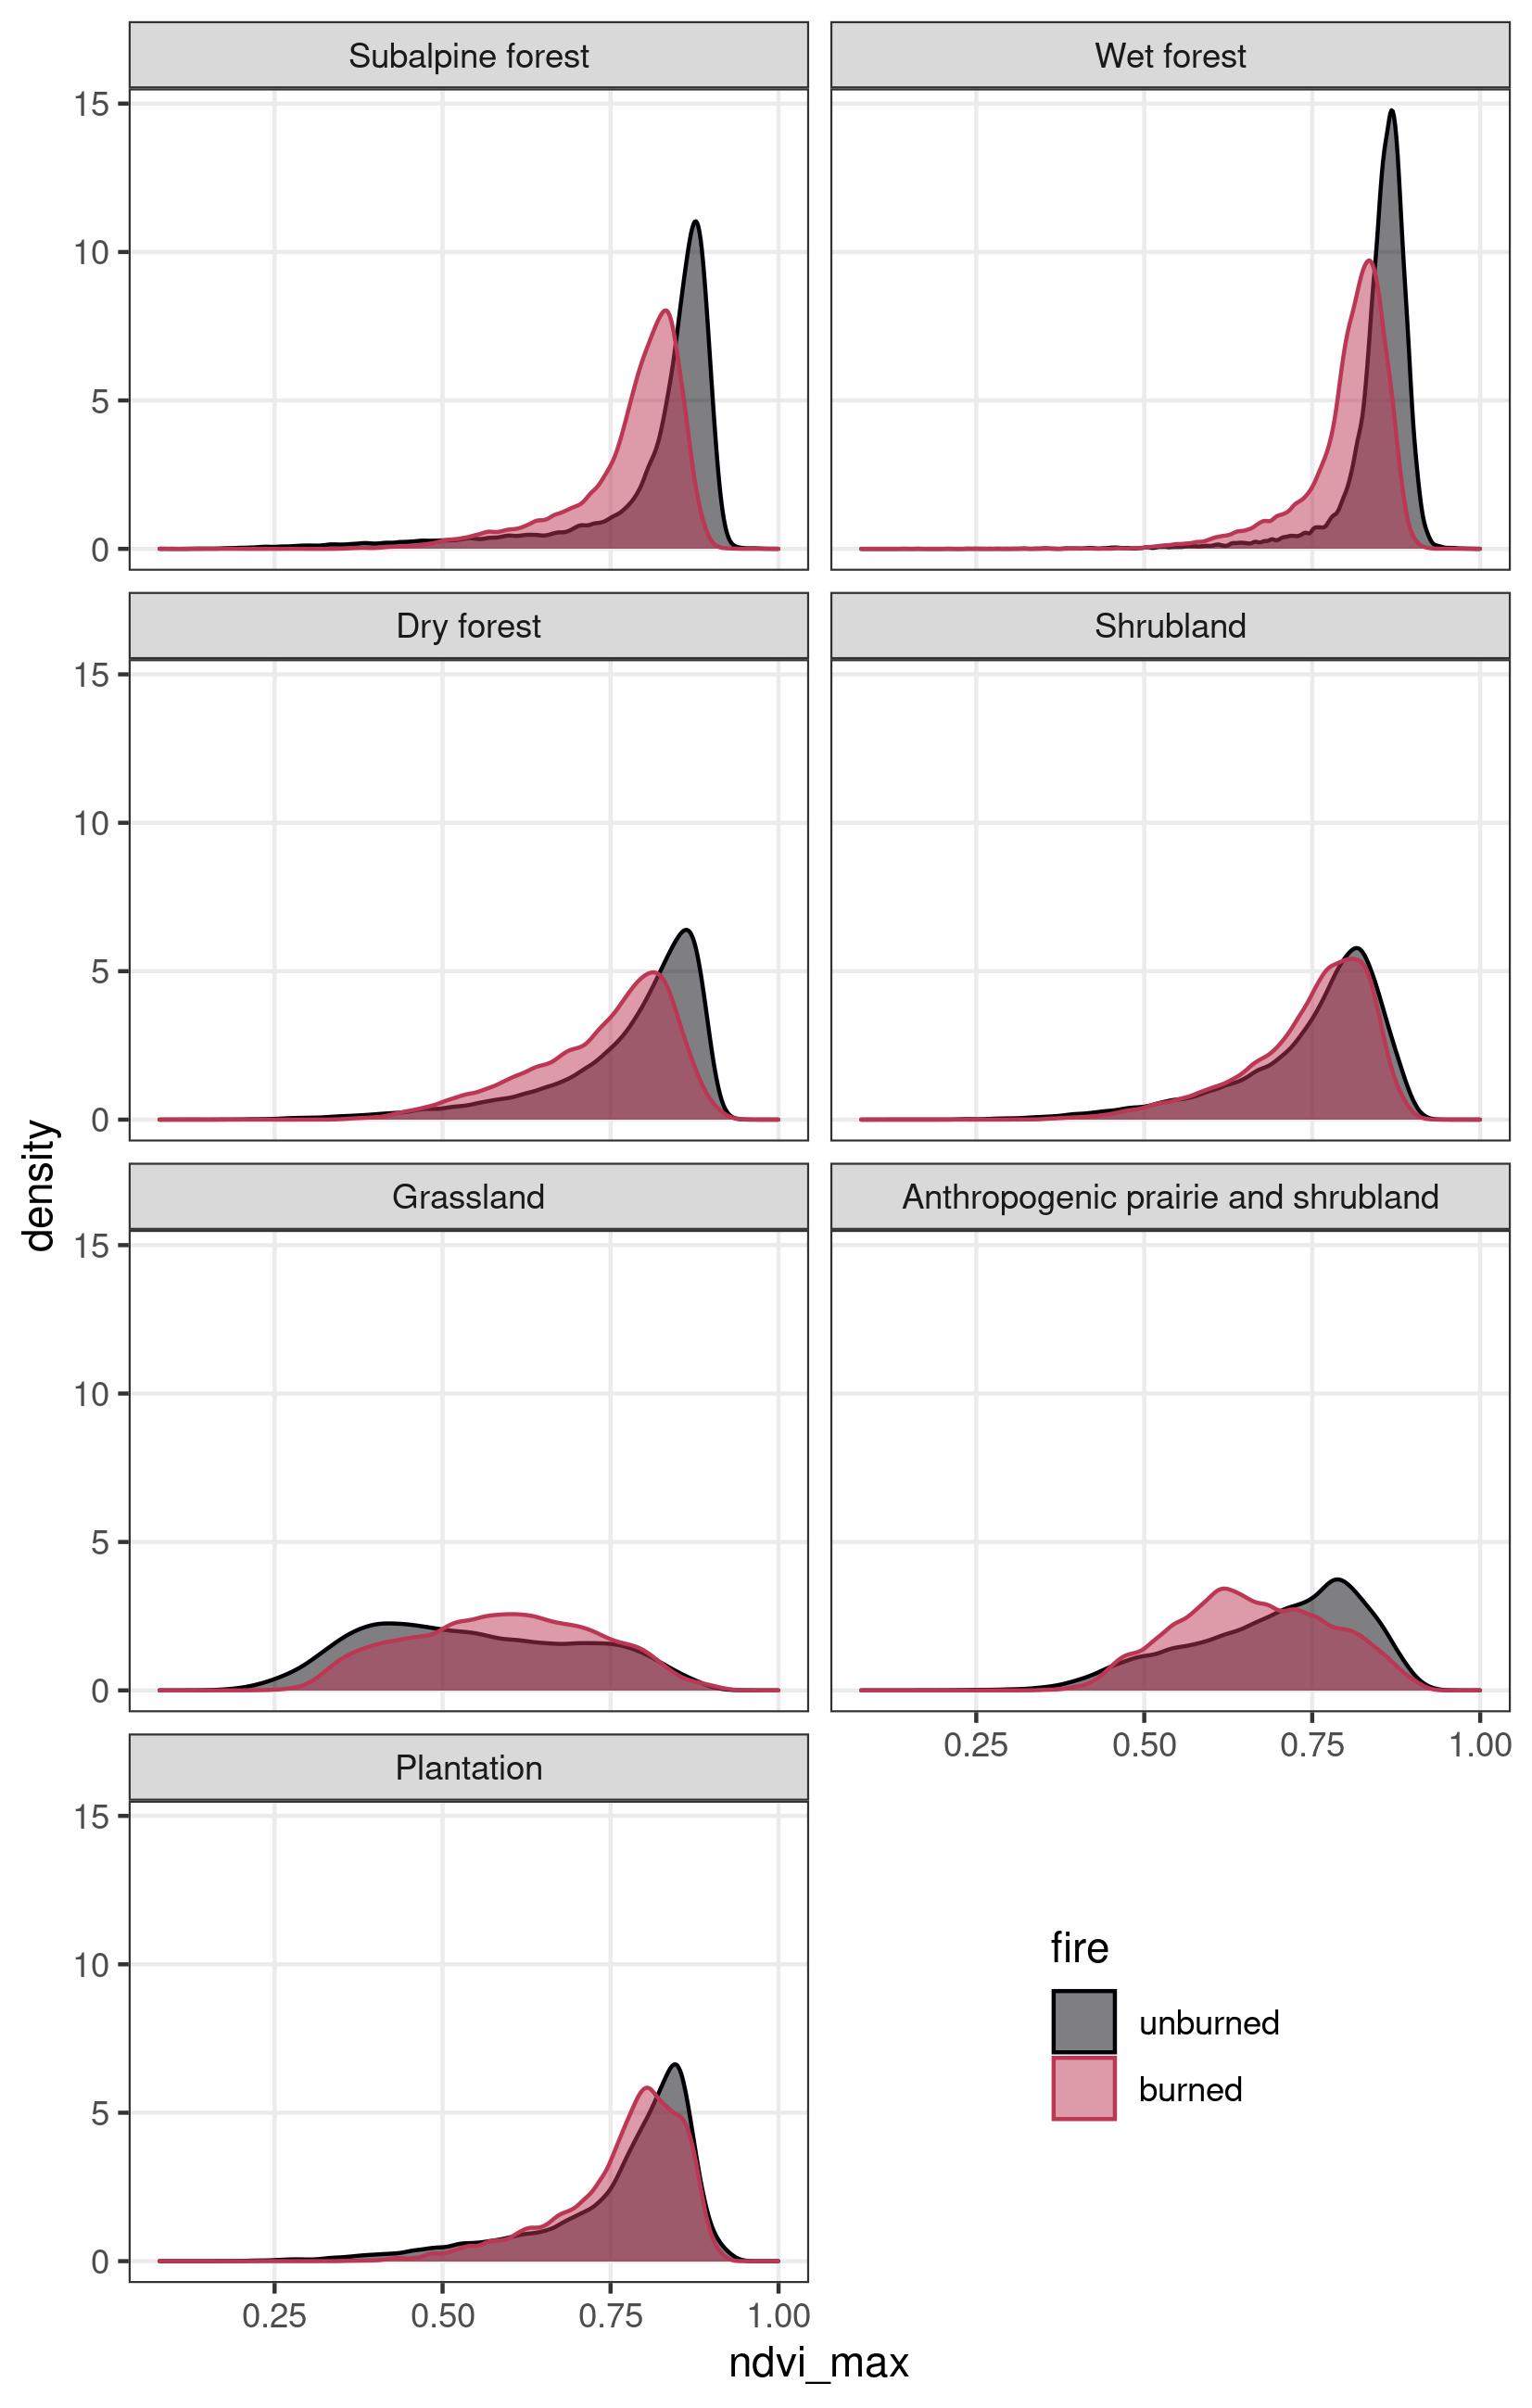 Subalpine forest
Wet forest
15
10
5
0
Dry forest
Shrubland
15
10
5
0
Grassland
Anthropogenic prairie and shrubland
15
10
5
0
0.25 0.50 0.75 1.00
Plantation
15
10
5
0
0.25 0.50 0.75 1.00
density
ndvi_max
fire
unburned
burned